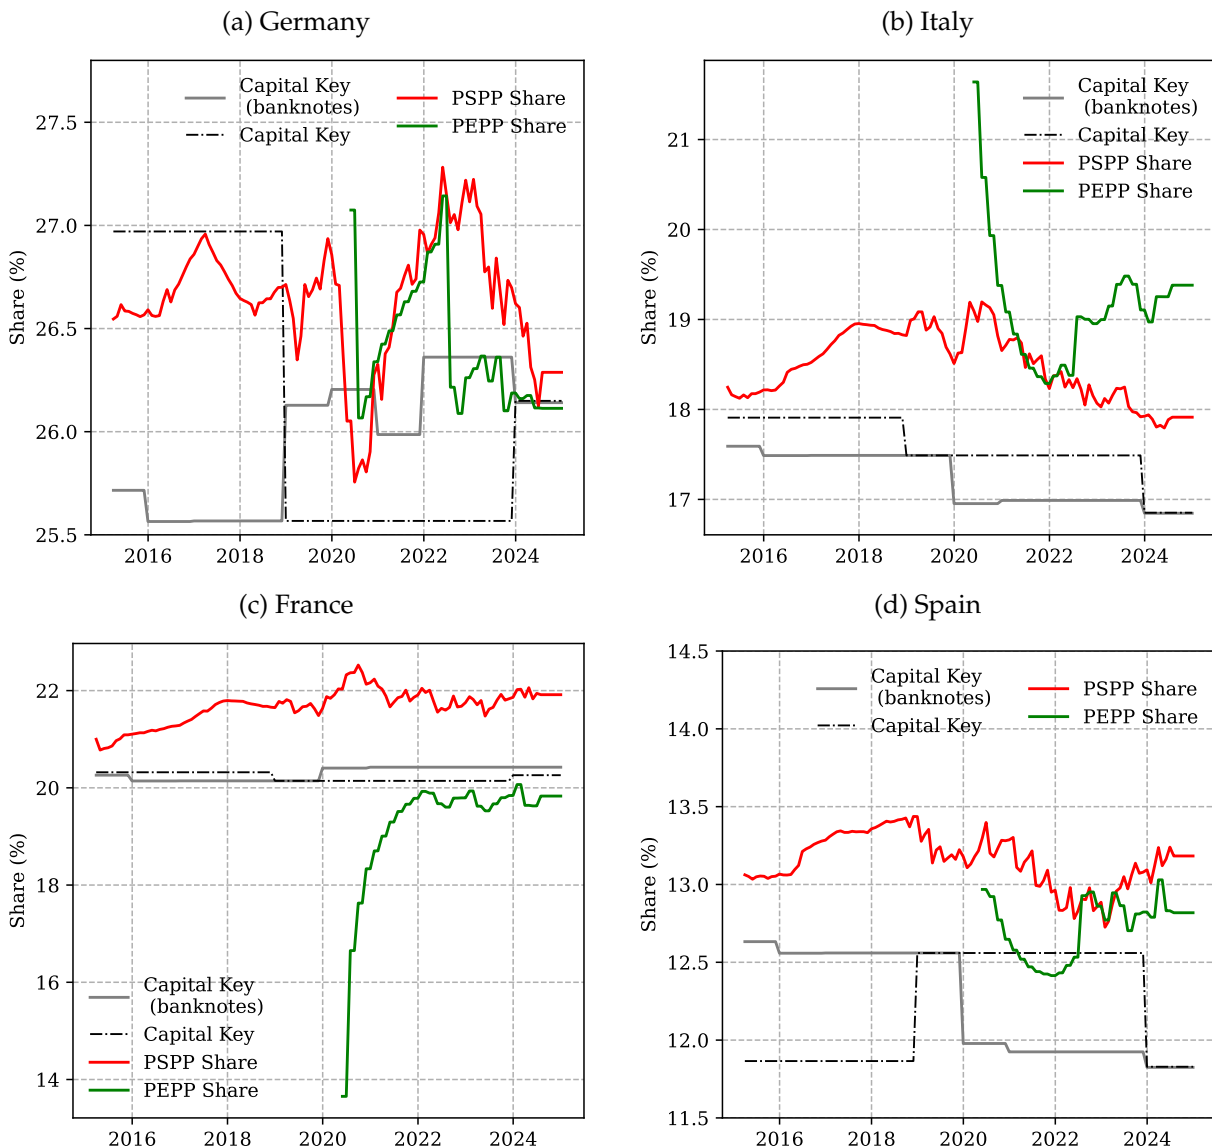 (a) Germany
Capital Key
(banknotes)
Capital Key
PSPP Share
PEPP Share
Share (%)
27.5
27.0
26.5
26.0
25.5
2016 2018 2020 2022 2024
(b) Italy
Capital Key
(banknotes)
Capital Key
PSPP Share
PEPP Share
Share (%)
21
20
19
18
17
2016 2018 2020 2022 2024
(c) France
Share (%)
22
20
18
16
14
Capital Key
(banknotes)
Capital Key
PSPP Share
PEPP Share
2016 2018 2020 2022 2024
(d) Spain
Capital Key
(banknotes)
Capital Key
PSPP Share
PEPP Share
Share (%)
14.5
14.0
13.5
13.0
12.5
12.0
11.5
2016 2018 2020 2022 2024